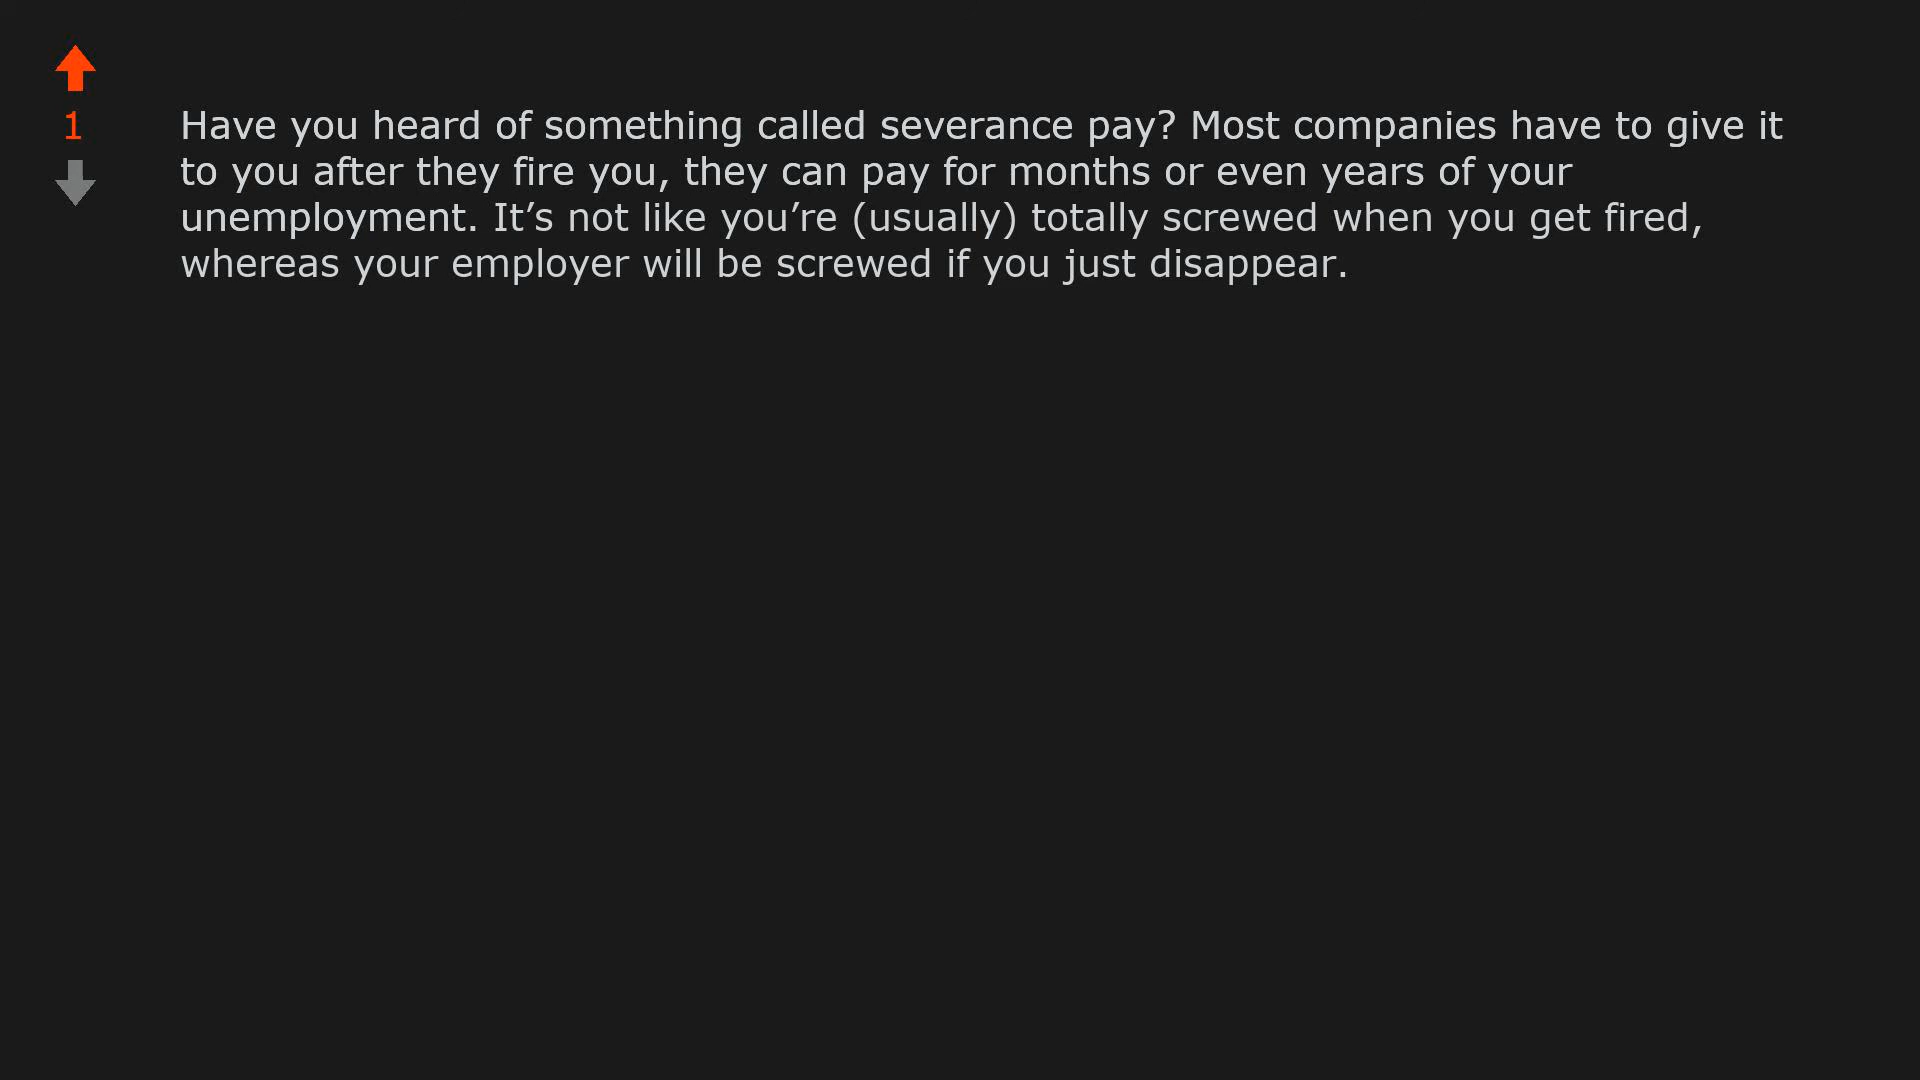 1
Have you heard of something called severance pay? Most companies have to give it
to you after they fire you, they can pay for months or even years of your
unemployment. It’s not like you’re (usually) totally screwed when you get fired,
whereas your employer will be screwed if you just disappear.